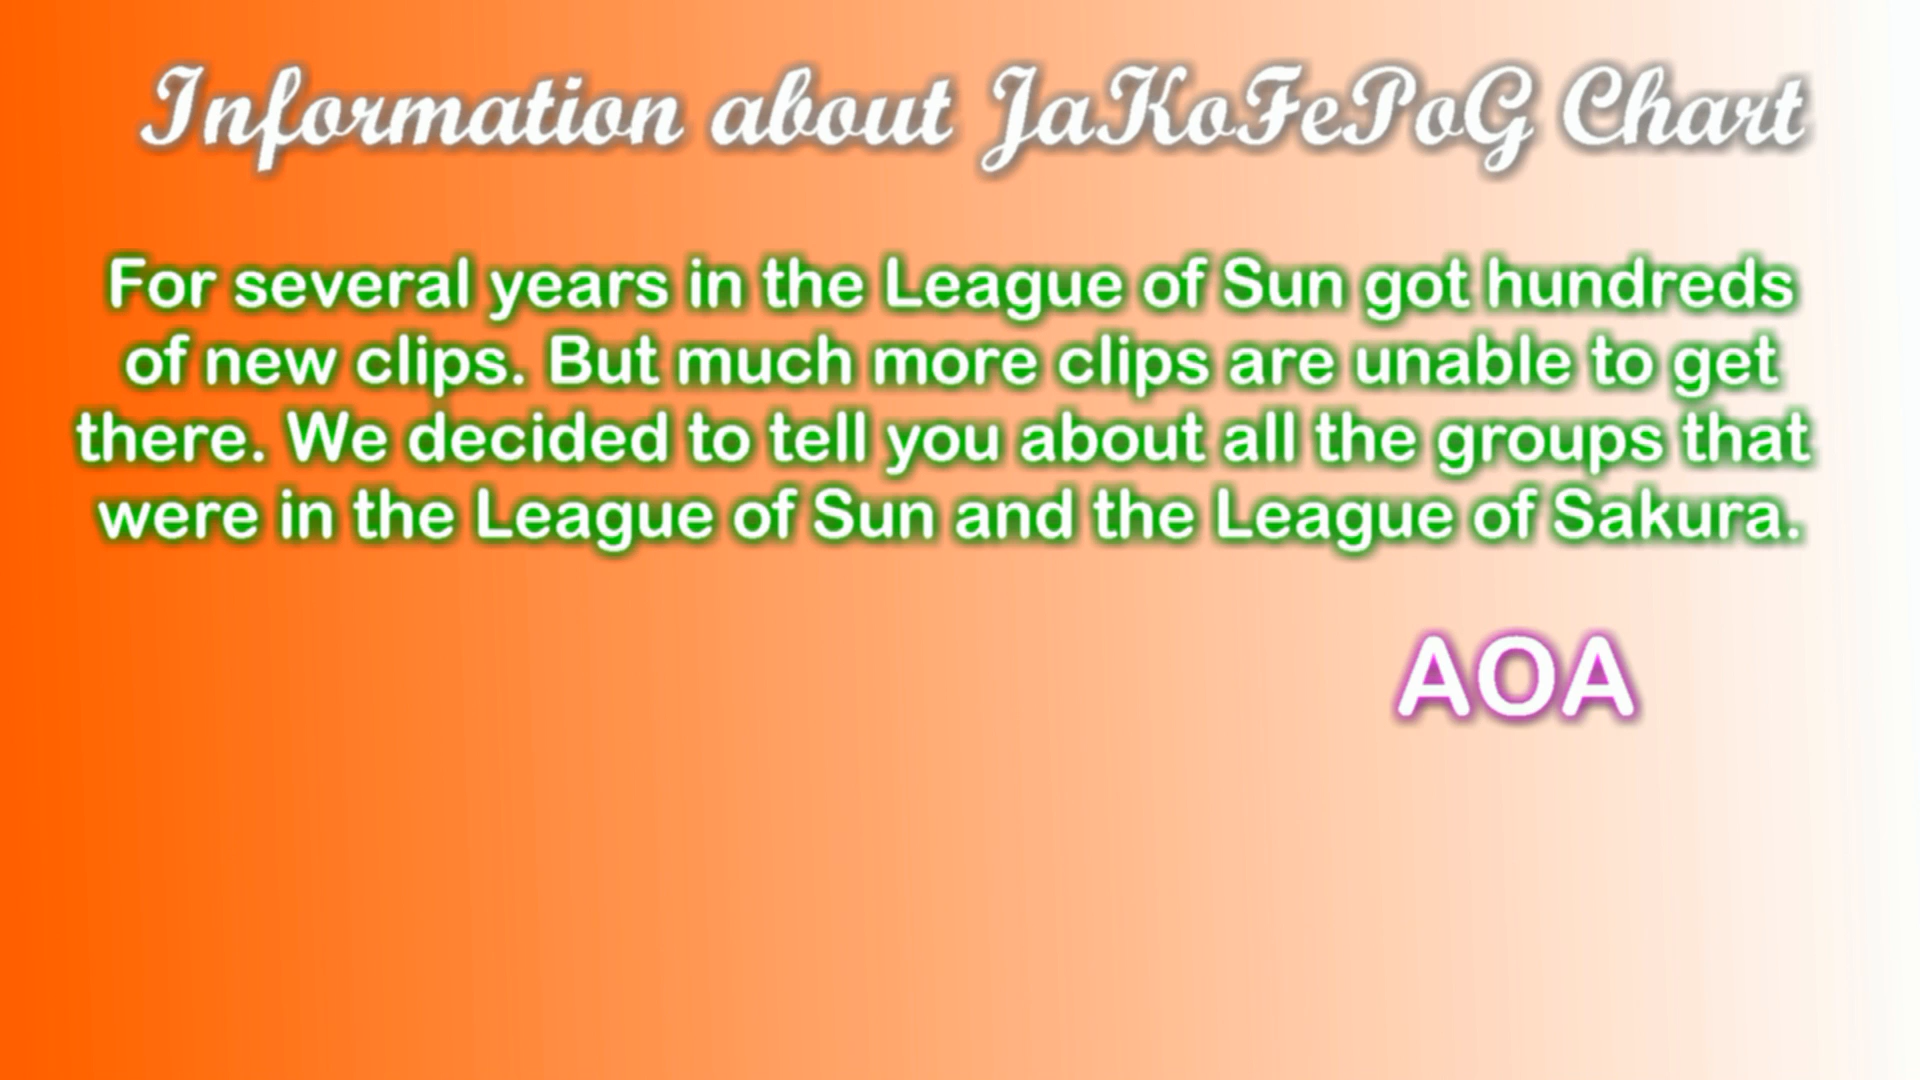 Information about JaKoFePoG Chart
For several years in the League of Sun got hundreds
of new clips. But much more clips are unable to get
there. We decided to tell you about all the groups that
were in the League of Sun and the League of Sakura.
AOA